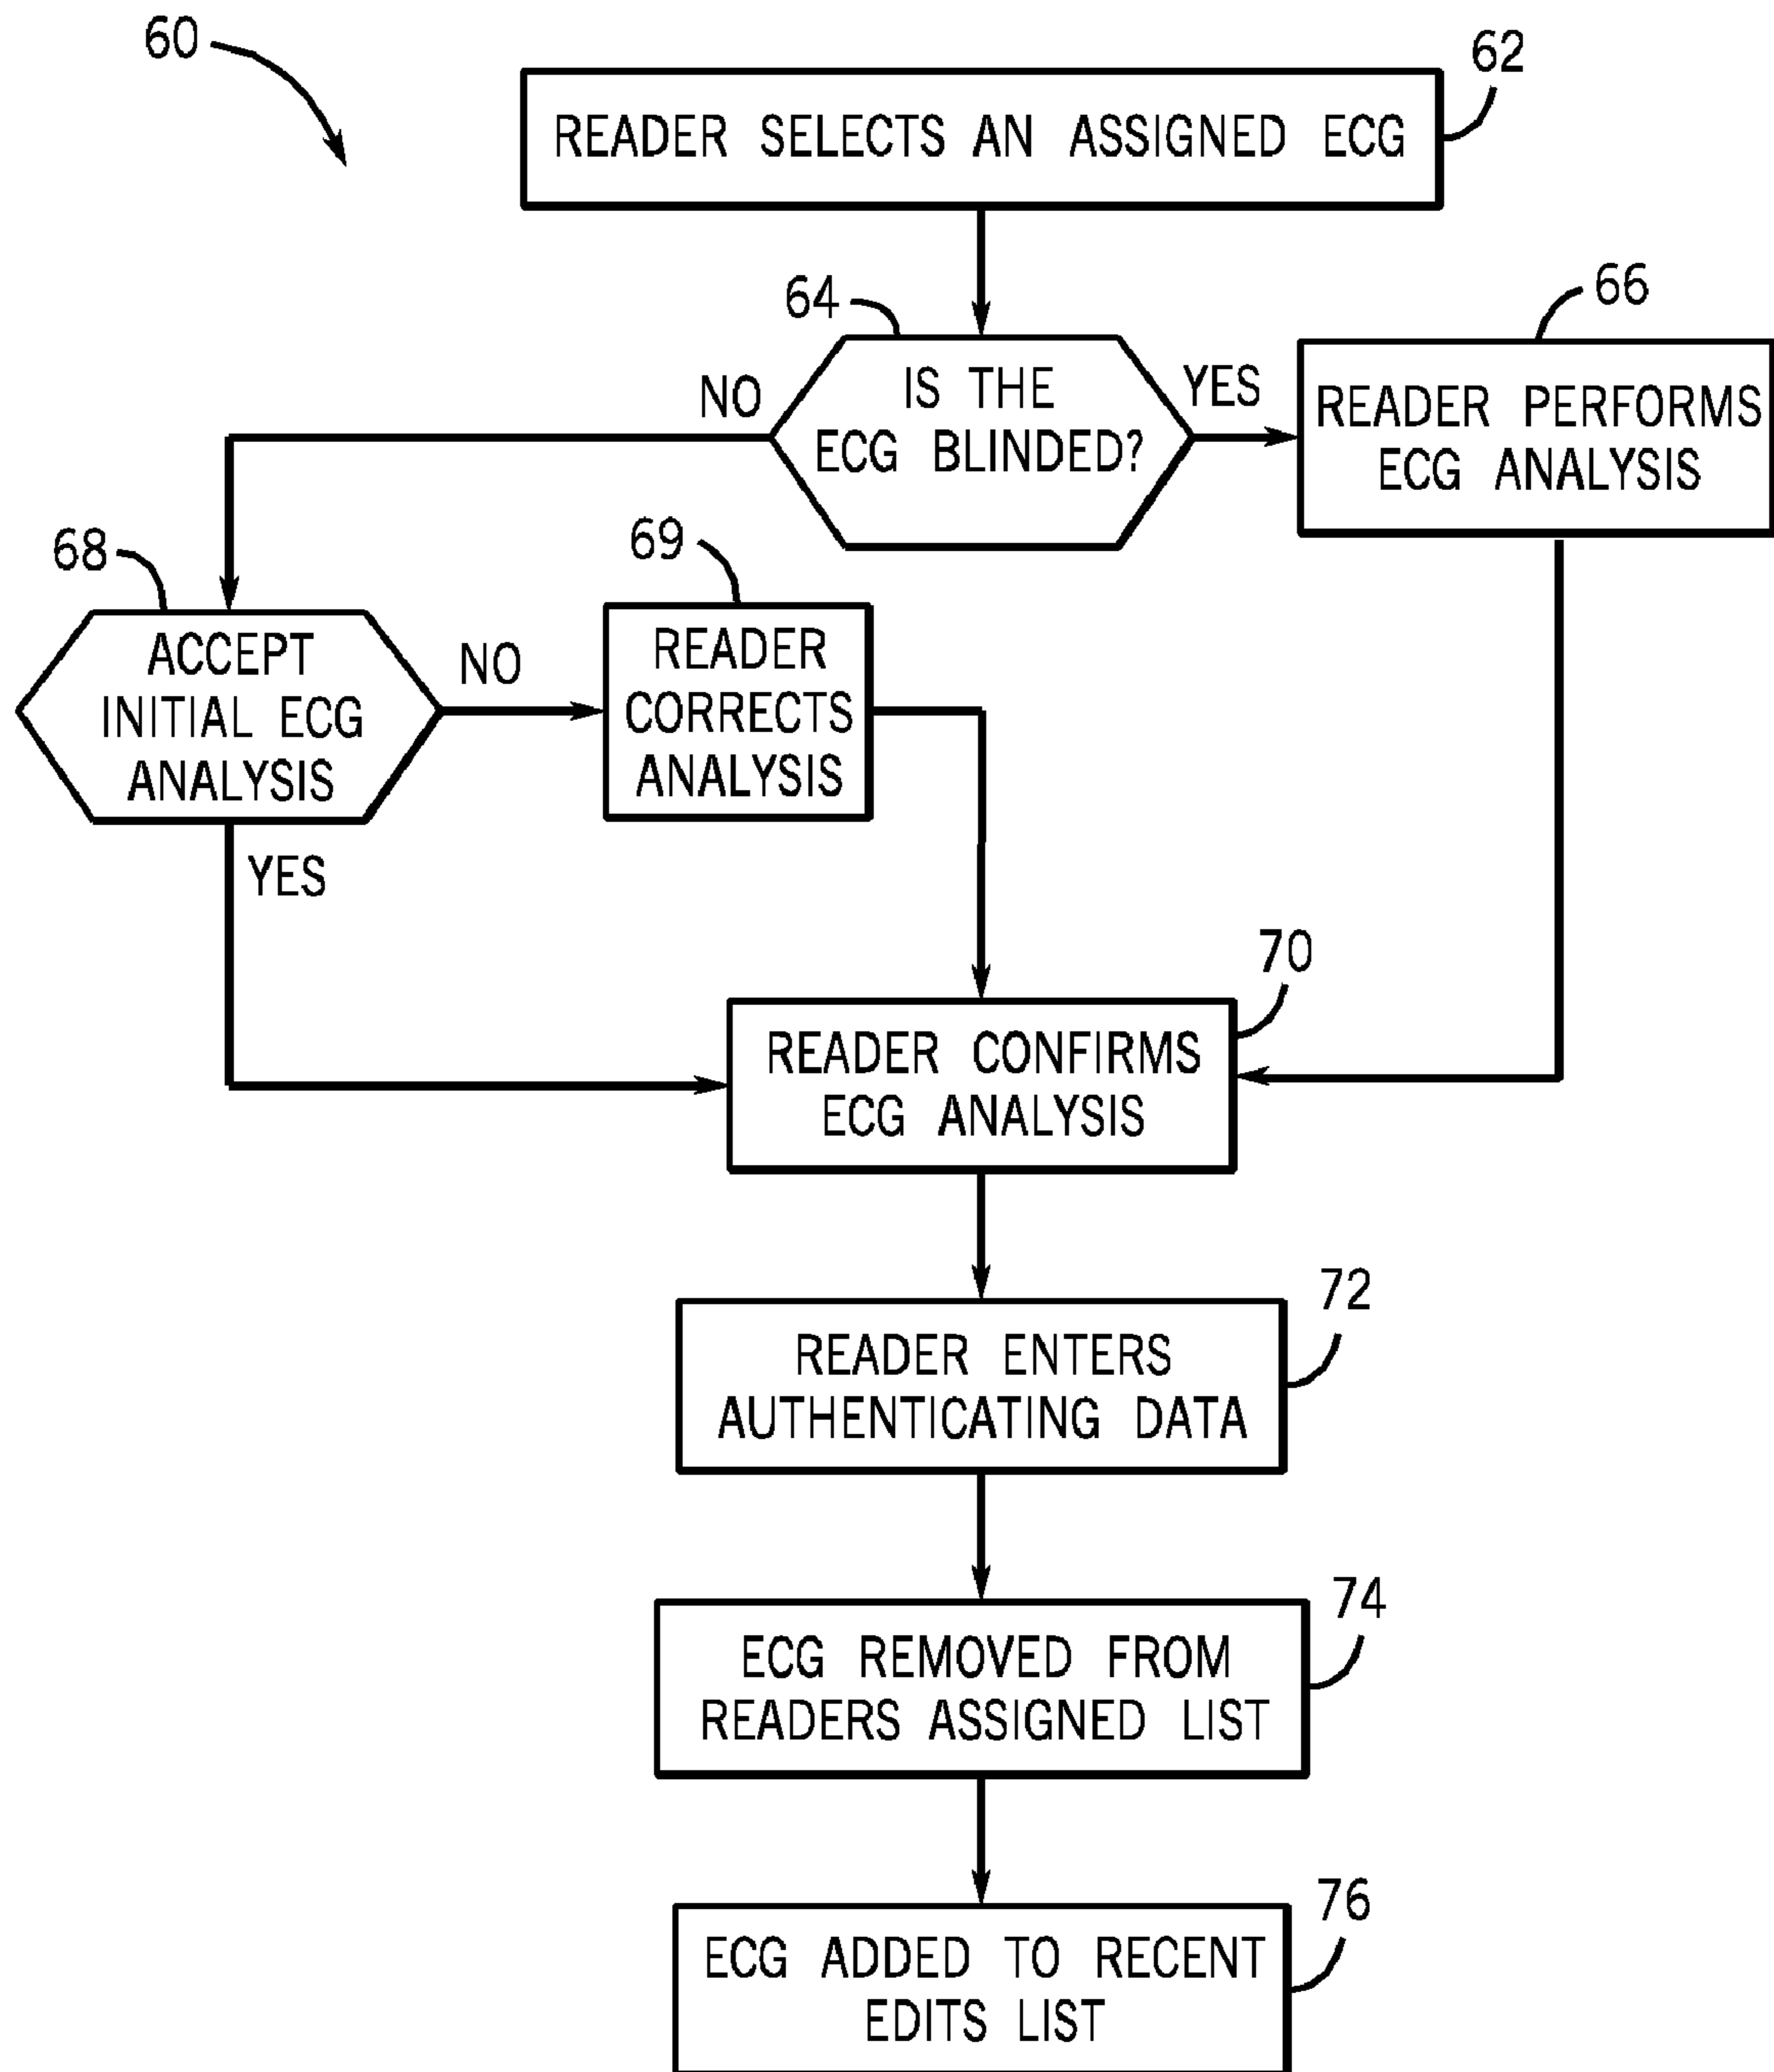 60
62
READER SELECTS AN ASSIGNED ECG
64
66
NO
IS THE
ECG BLINDED?
YES
READER PERFORMS
ECG ANALYSIS
68
69
ACCEPT
INITIAL ECG
ANALYSIS
NO
READER
CORRECTS
ANALYSIS
YES
70
READER CONFIRMS
ECG ANALYSIS
72
READER ENTERS
AUTHENTICATING DATA
74
ECG REMOVED FROM
READERS ASSIGNED LIST
76
ECG ADDED TO RECENT
EDITS LIST